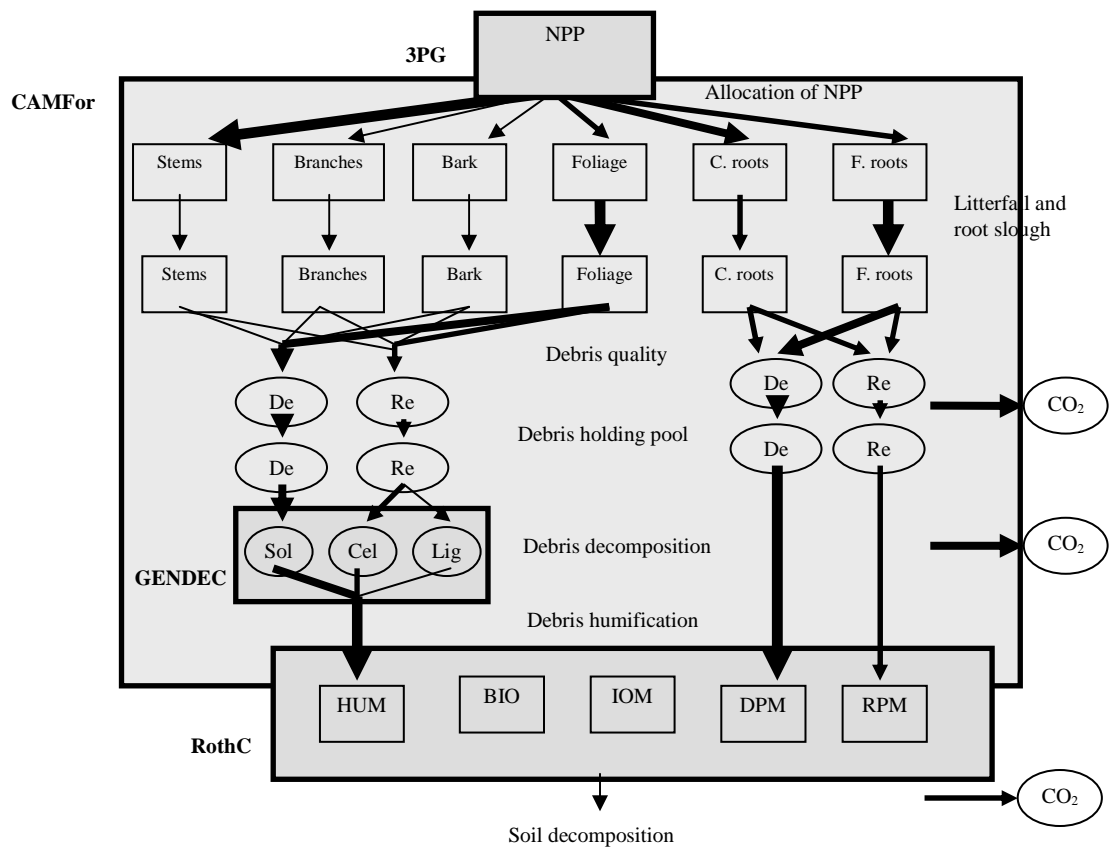 NPP
3PG
CAMFor
Allocation of NPP
Stems
Branches
Bark
Foliage
C. roots
F. roots
Litterfall and
root slough
Stems
Branches
Bark
Foliage
C. roots
F. roots
Debris quality
De
Re
De
Re
CO₂
Debris holding pool
De
Re
De
Re
Sol
Cel
Lig
Debris decomposition
CO₂
GENDEC
Debris humification
HUM
BIO
IOM
DPM
RPM
RothC
CO₂
Soil decomposition